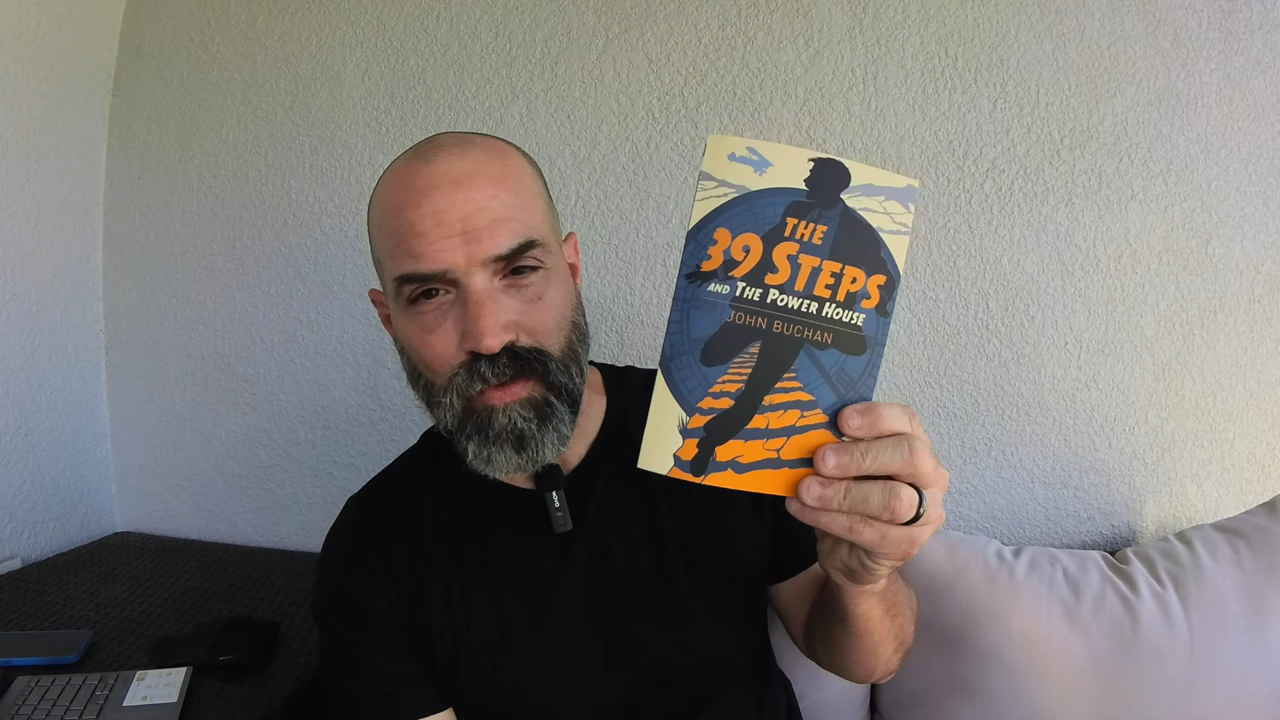 THE
39 STEPS
AND THE POWER HOUSE
JOHN BUCHAN